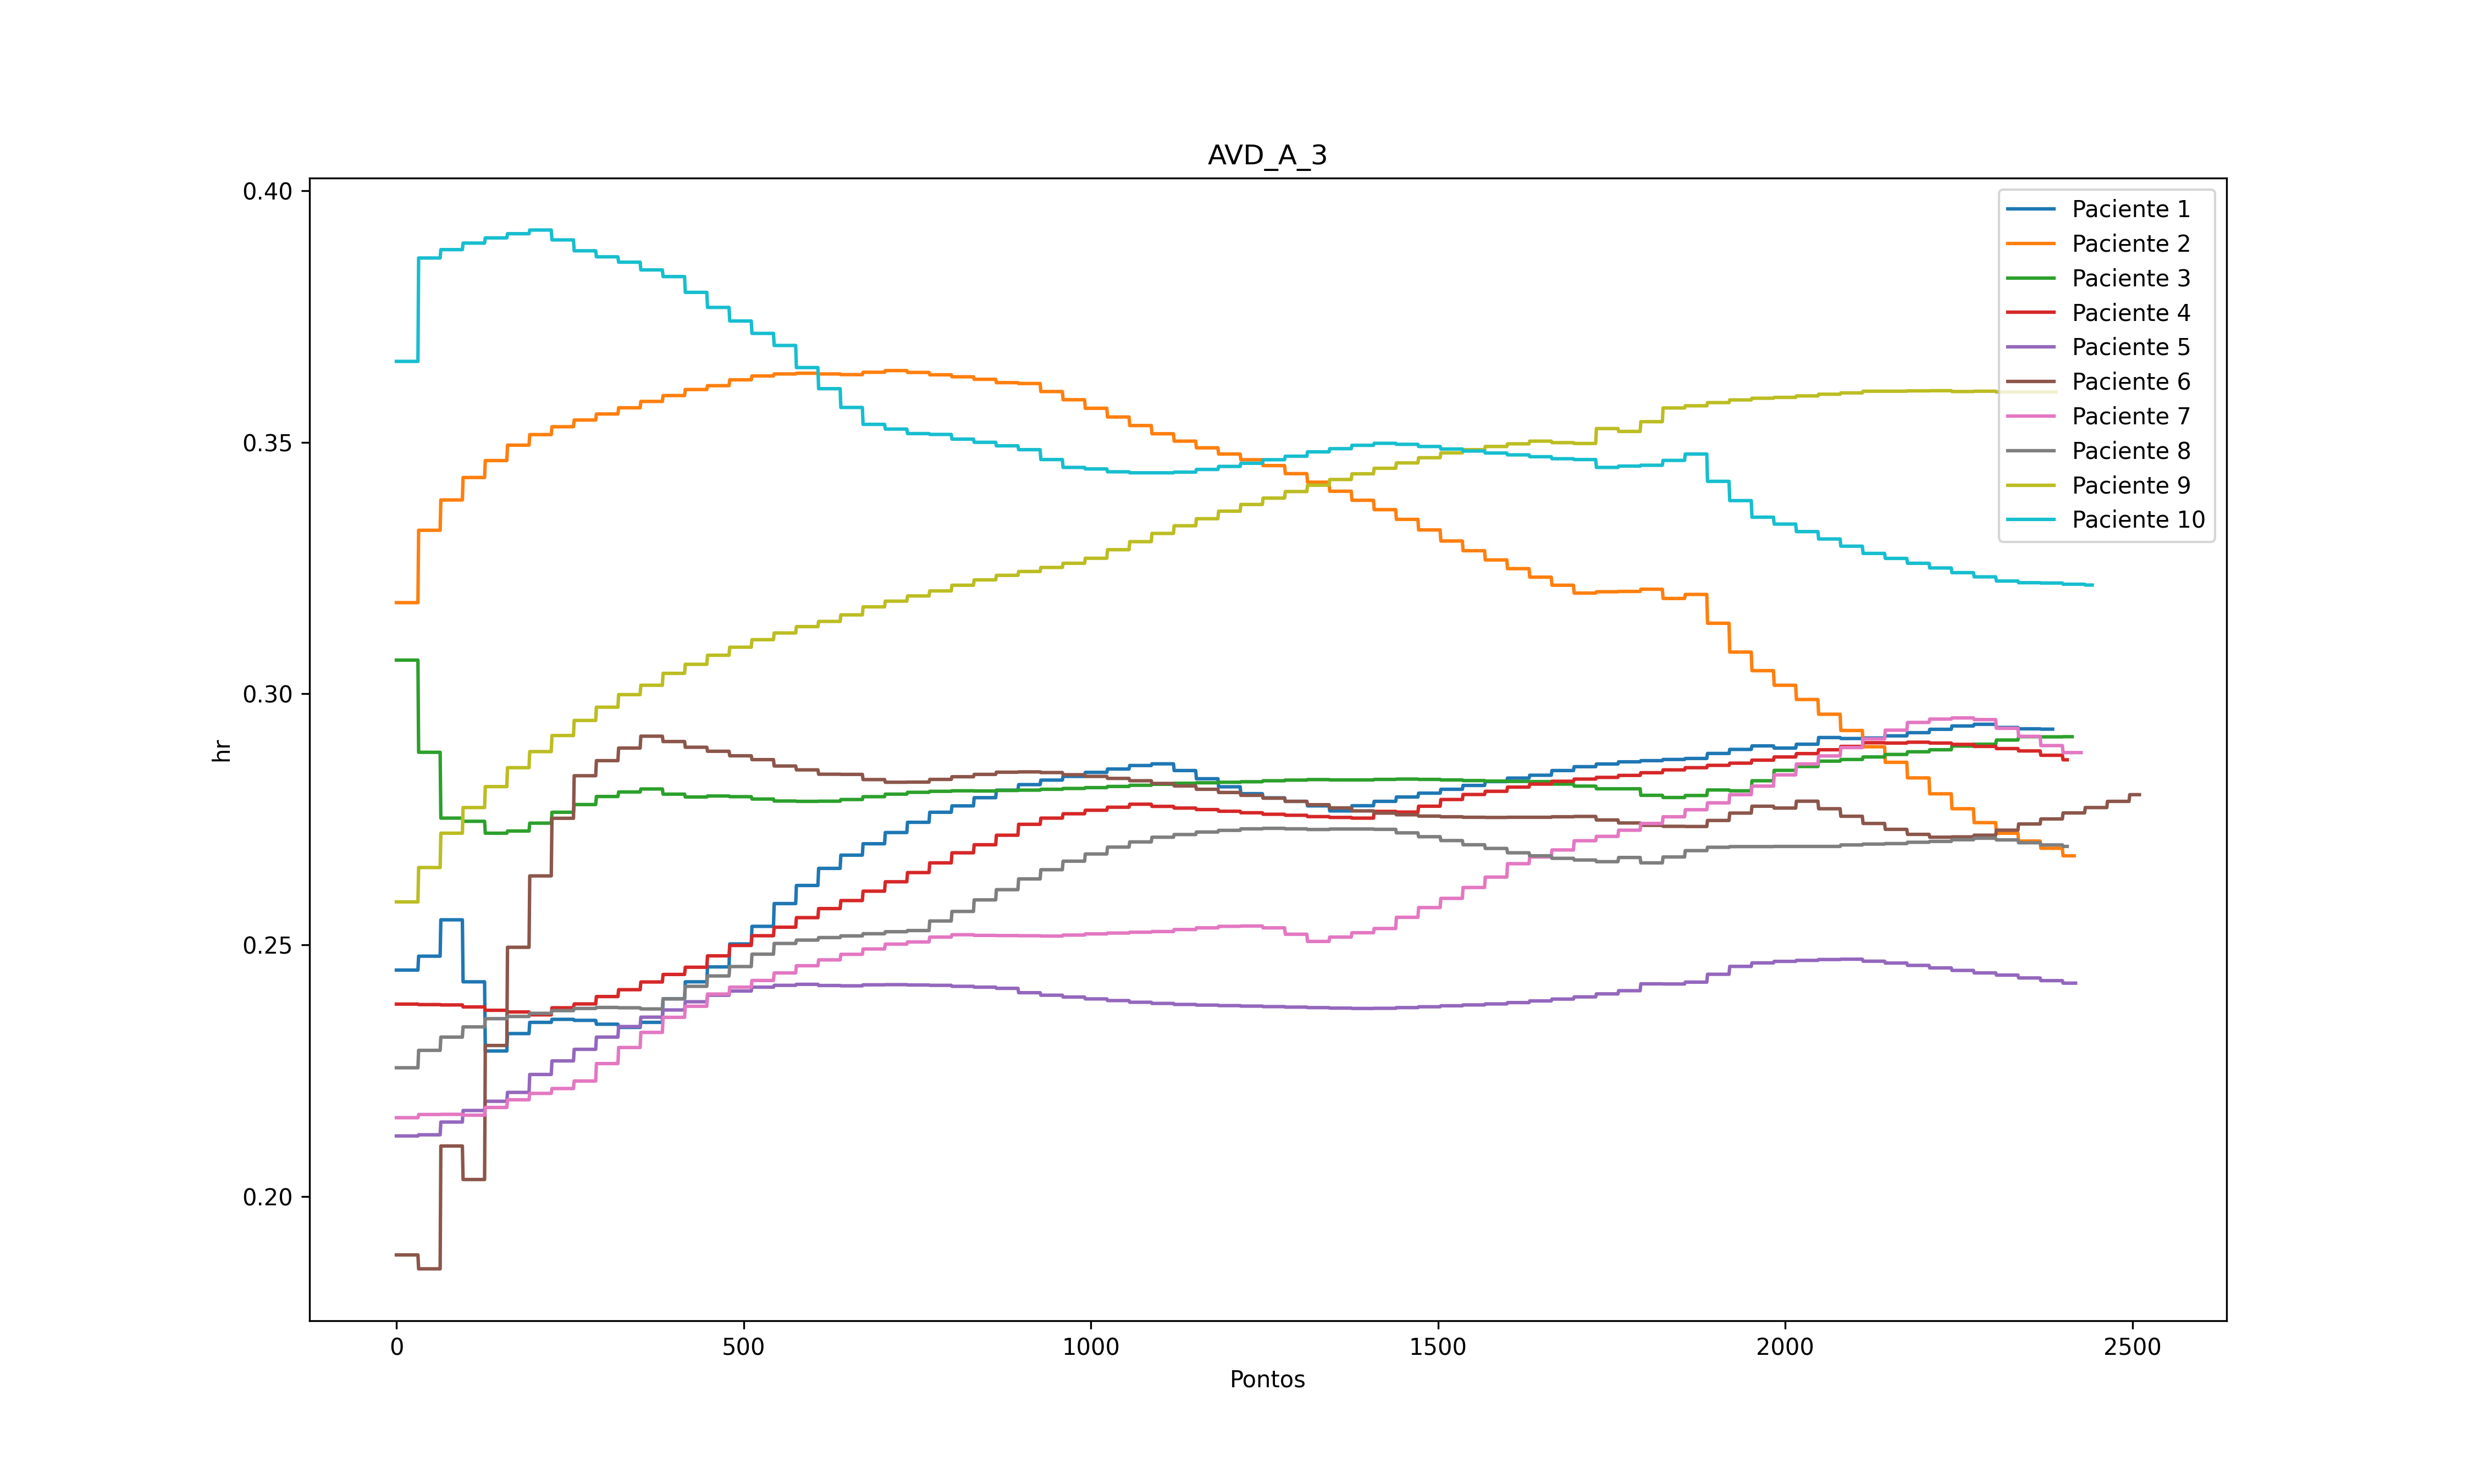 AVD_A_3
0.40
0.35
0.30
0.25
0.20
hr
0
500
1000
1500
2000
2500
Pontos
Paciente 1
Paciente 2
Paciente 3
Paciente 4
Paciente 5
Paciente 6
Paciente 7
Paciente 8
Paciente 9
Paciente 10